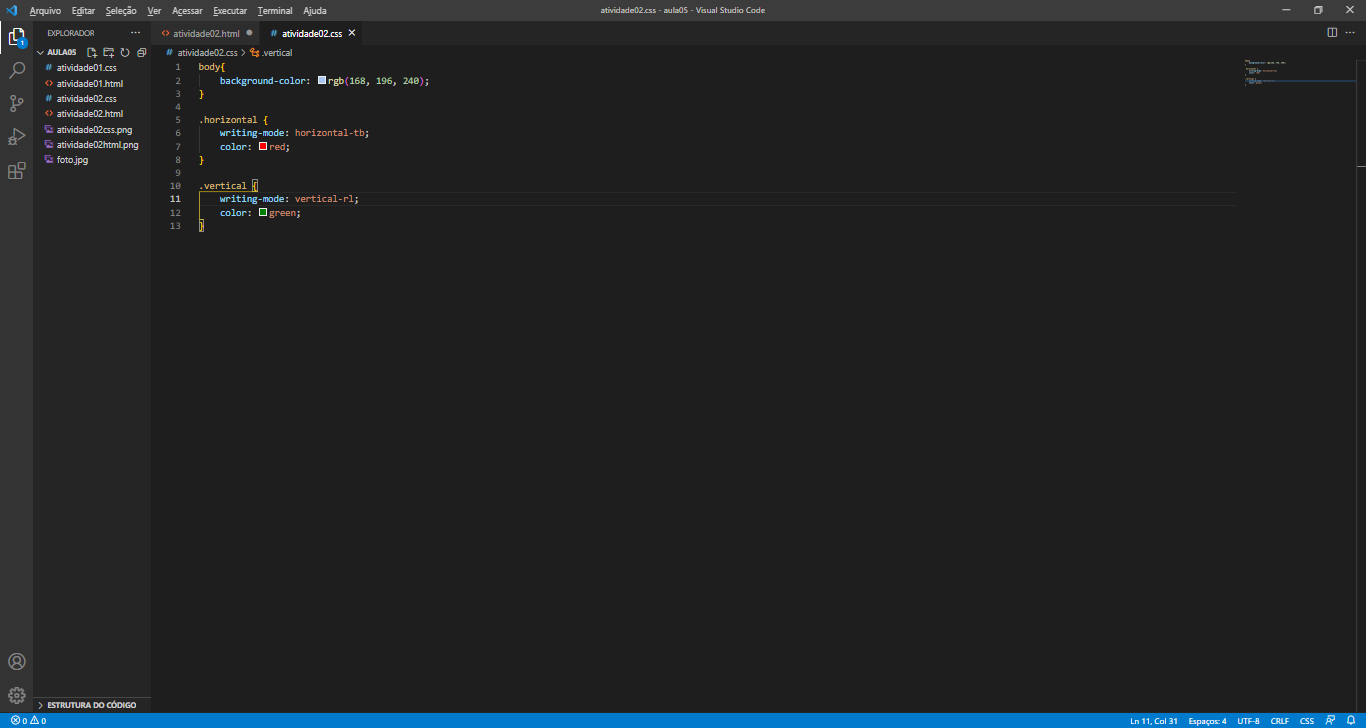 Arquivo Editar Seleção Ver Acessar Executar Terminal Ajuda
atividade02.css - aula05 - Visual Studio Code
1
EXPLORADOR
AULA05
atividade01.css
atividade01.html
atividade02.css
atividade02.html
atividade02css.png
atividade02html.png
foto.jpg
ESTRUTURA DO CÓDIGO
atividade02.html
# atividade02.css
# atividade02.css > .vertical
1 body{
2 background-color: rgb(168, 196, 240);
3 }
4
5 .horizontal {
6 writing-mode: horizontal-tb;
7 color: red;
8 }
9
10 .vertical {
11 writing-mode: vertical-rl;
12 color: green;
13 }
0 0
Ln 11, Col 31 Espaços: 4 UTF-8 CRLF CSS